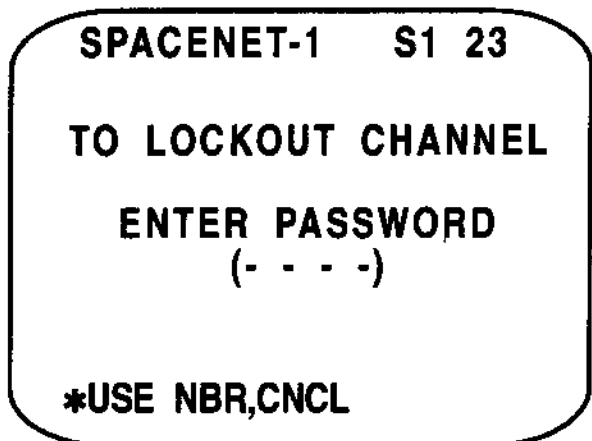 SPACENET-1 S1 23
TO LOCKOUT CHANNEL
ENTER PASSWORD
(- - - -)
*USE NBR,CNCL